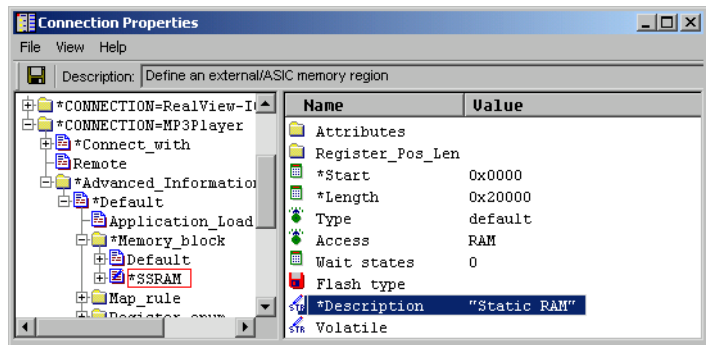 Connection Properties
File View Help
Description: Define an external/ASIC memory region
*CONNECTION=RealView-I
*CONNECTION=MP3Player
*Connect_with
Remote
*Advanced_Information
*Default
Application_Load
*Memory_block
Default
*SSRAM
Map_rule
Register_enum
Name Value
Attributes
Register_Pos_Len
*Start 0x0000
*Length 0x20000
Type default
Access RAM
Wait states 0
Flash type
*Description "Static RAM"
Volatile